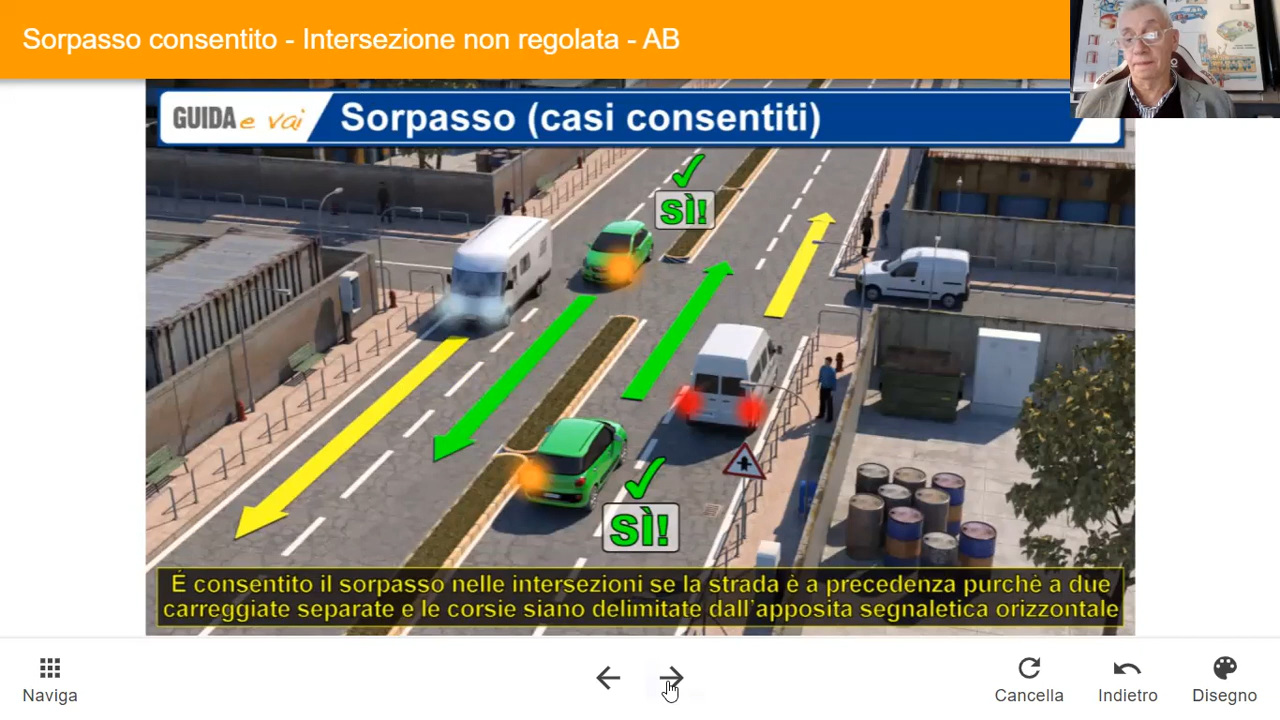 Sorpasso consentito - Intersezione non regolata - AB
GUIDA e vai
Sorpasso (casi consentiti)
SÌ!
SÌ!
É consentito il sorpasso nelle intersezioni se la strada è a precedenza purchè a due
carreggiate separate e le corsie siano delimitate dall'apposita segnaletica orizzontale
Naviga
Cancella
Indietro
Disegno